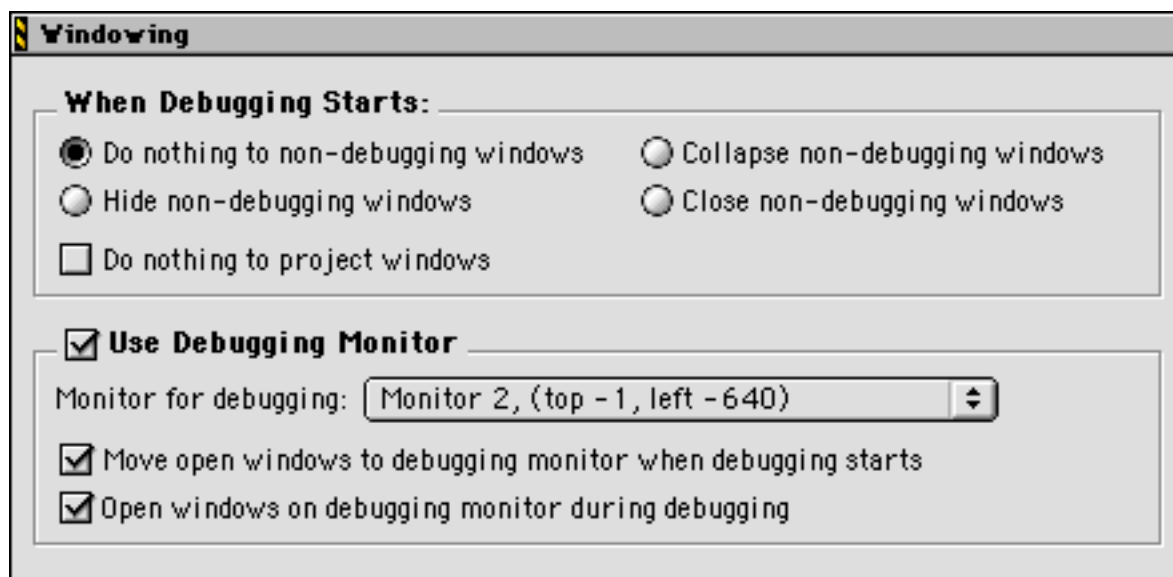 Windowing
When Debugging Starts:
Do nothing to non-debugging windows
Collapse non-debugging windows
Hide non-debugging windows
Close non-debugging windows
Do nothing to project windows
Use Debugging Monitor
Monitor for debugging: Monitor 2, (top -1, left -640)
Move open windows to debugging monitor when debugging starts
Open windows on debugging monitor during debugging